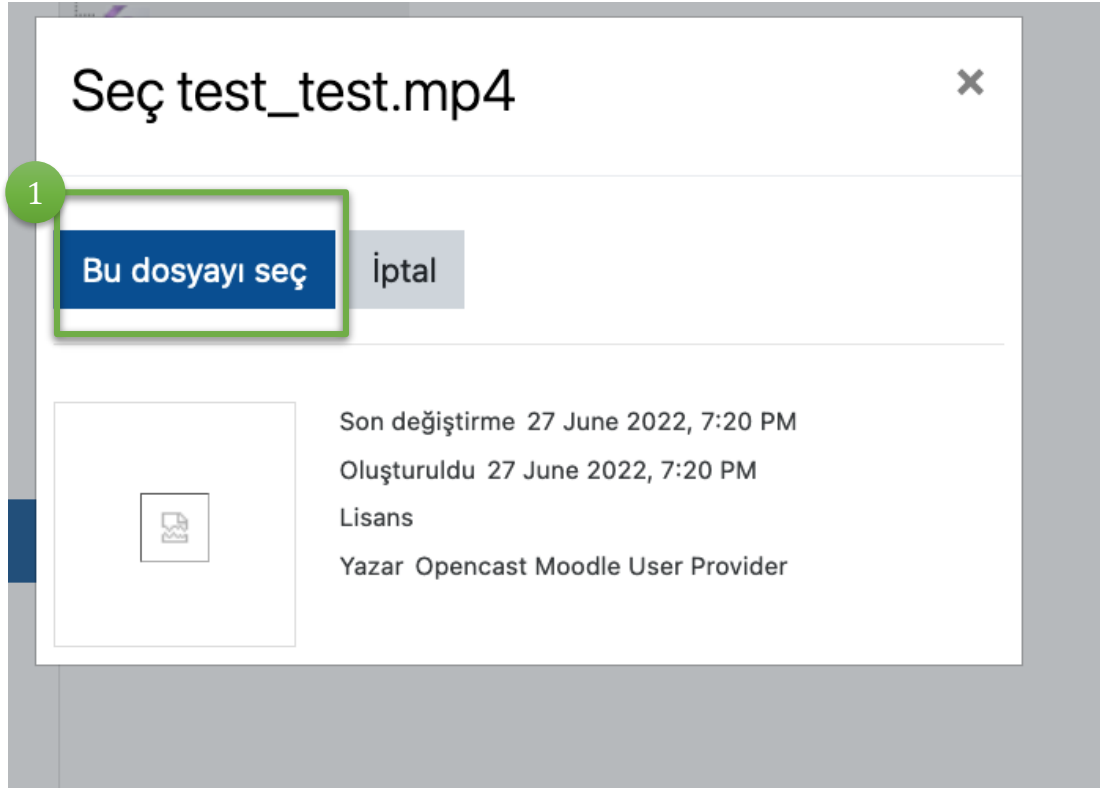 Seç test_test.mp4
×
1
Bu dosyayı seç
İptal
Son değiştirme 27 June 2022, 7:20 PM
Oluşturuldu 27 June 2022, 7:20 PM
Lisans
Yazar Opencast Moodle User Provider